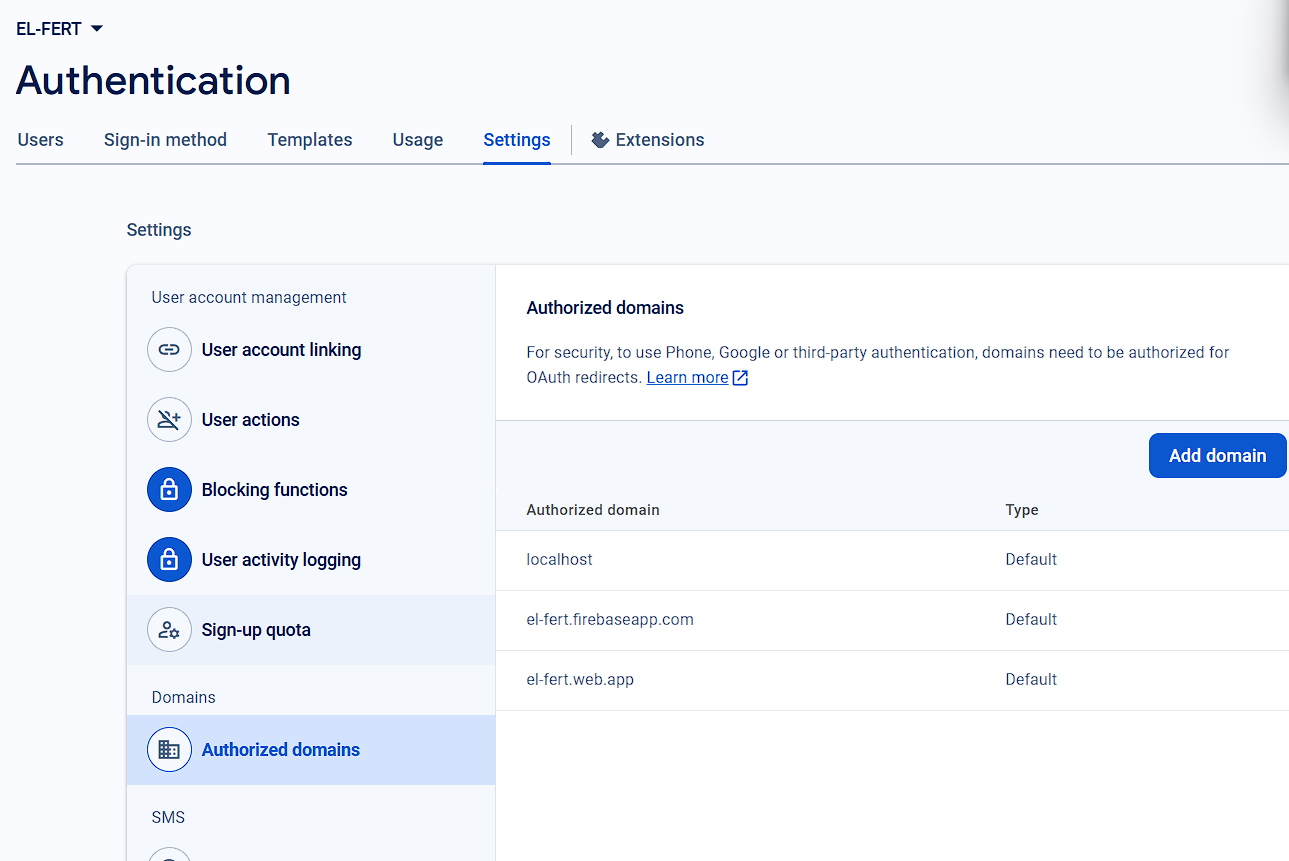 EL-FERT
Authentication
Users Sign-in method Templates Usage Settings Extensions
Settings
User account management
User account linking
User actions
Blocking functions
User activity logging
Sign-up quota
Domains
Authorized domains
SMS
Authorized domains
For security, to use Phone, Google or third-party authentication, domains need to be authorized for
OAuth redirects. Learn more
Add domain
Authorized domain Type
localhost Default
el-fert.firebaseapp.com Default
el-fert.web.app Default